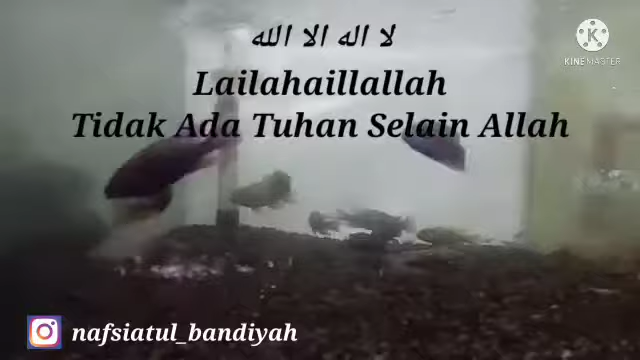 لا اله الا الله
KINEMASTER
Lailahaillallah
Tidak Ada Tuhan Selain Allah
nafsiatul_bandiyah